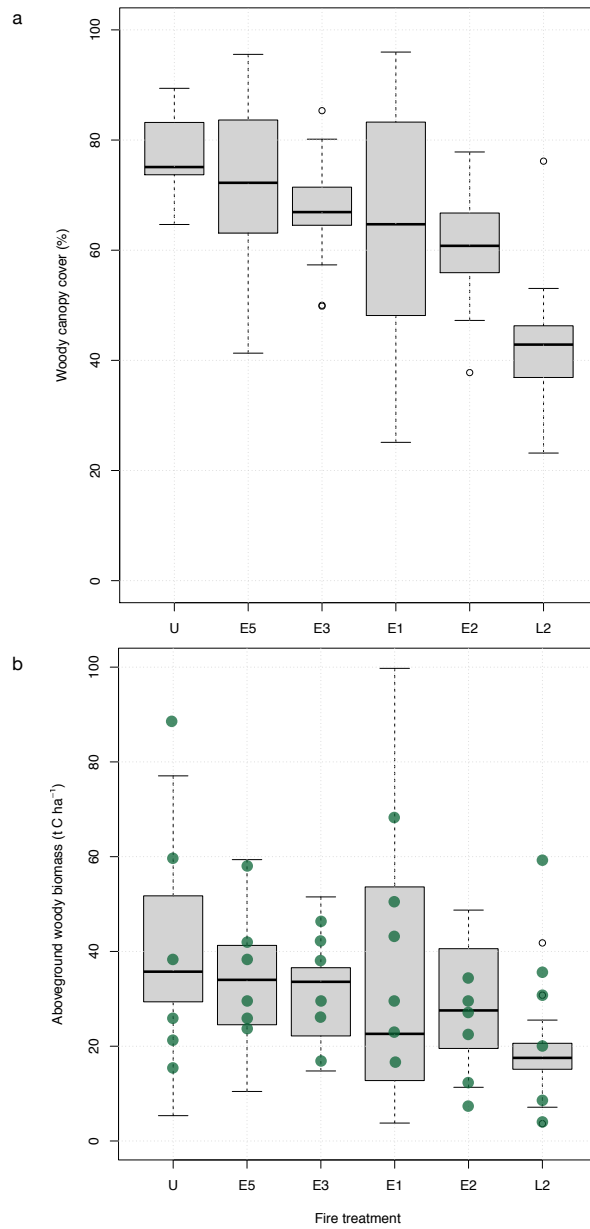 a
Woody canopy cover (%)
100
80
60
40
20
0
U E5 E3 E1 E2 L2
b
Aboveground woody biomass (t C ha⁻¹)
100
80
60
40
20
0
U E5 E3 E1 E2 L2
Fire treatment